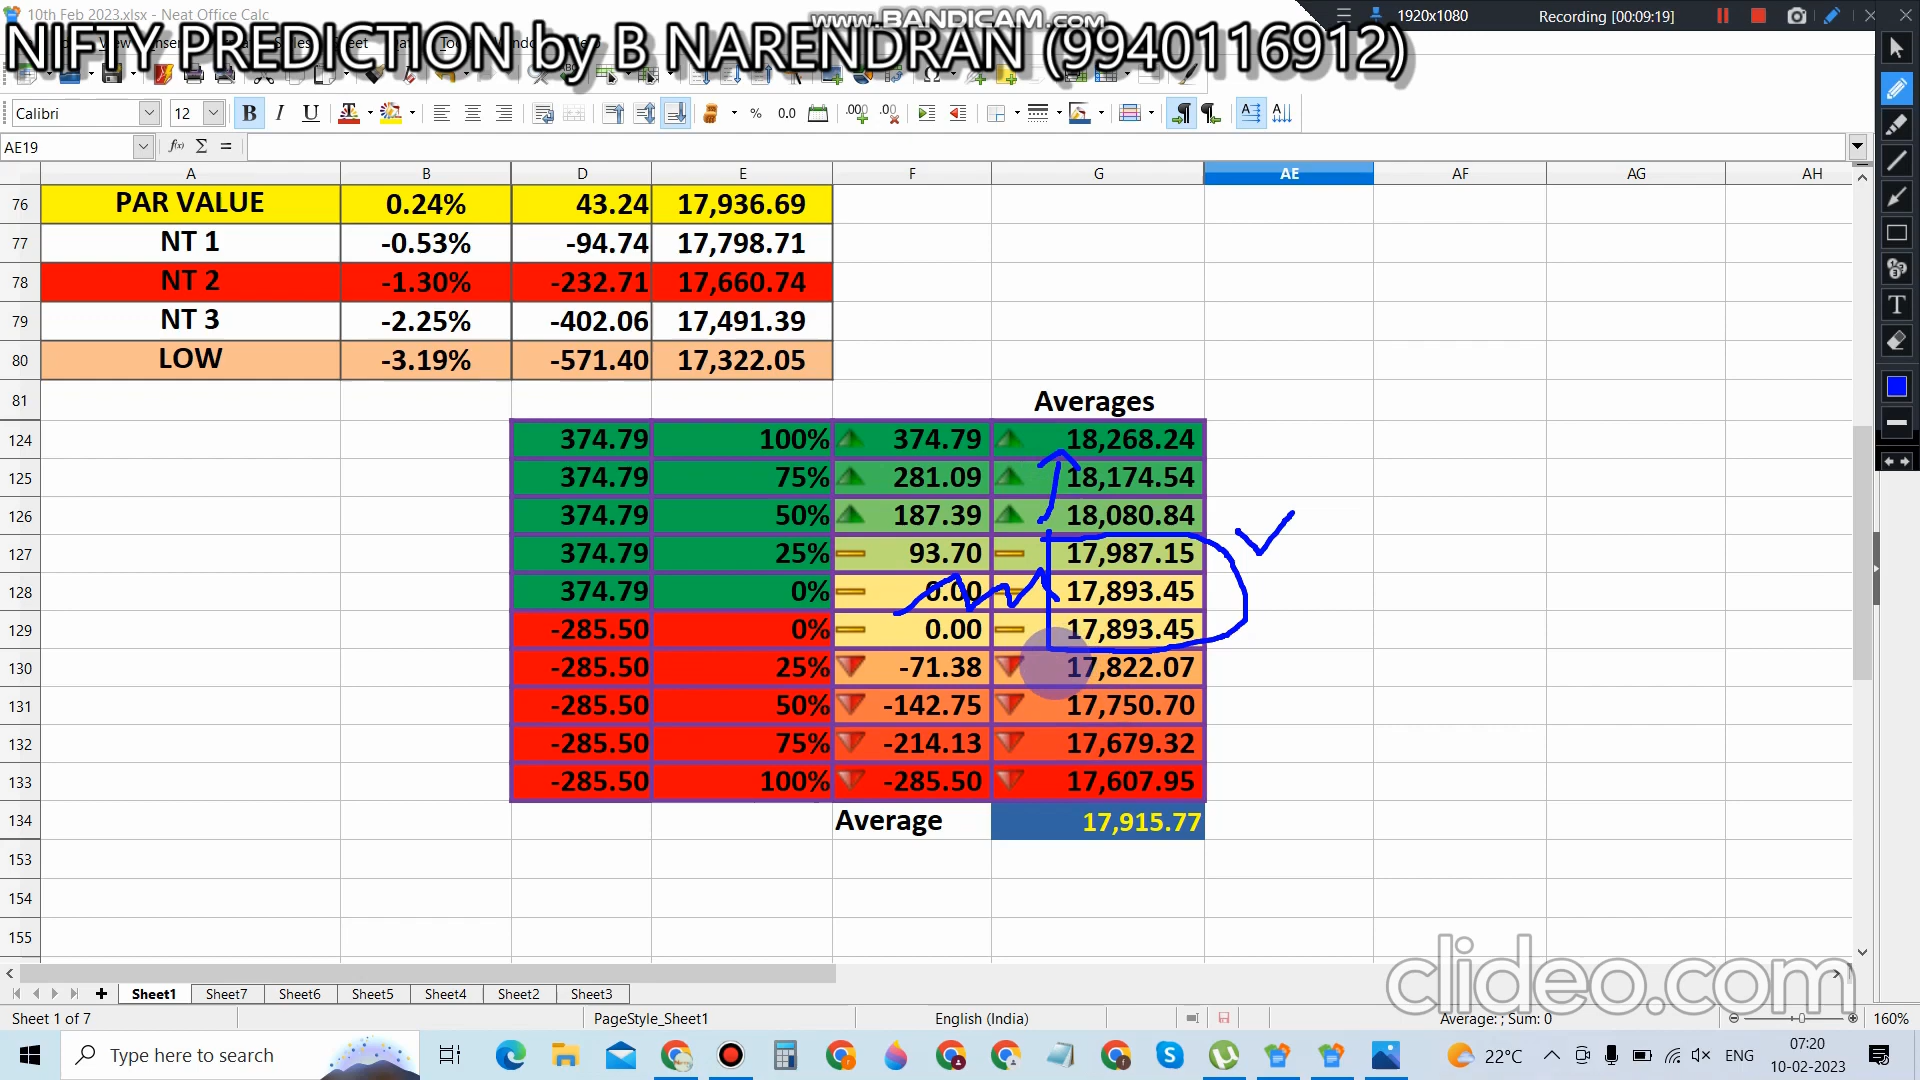 www.BANDICAM.com
10th Feb 2023.xlsx - Neat Office Calc
1920x1080
Recording [00:09:19]
NIFTY PREDICTION by B NARENDRAN (9940116912)
Calibri 12 B I U % 0.0
AE19 Σ =
A B D E F G AE AF AG AH
76 PAR VALUE 0.24% 43.24 17,936.69
77 NT 1 -0.53% -94.74 17,798.71
78 NT 2 -1.30% -232.71 17,660.74
79 NT 3 -2.25% -402.06 17,491.39
80 LOW -3.19% -571.40 17,322.05
81 Averages
124 374.79 100% 374.79 18,268.24
125 374.79 75% 281.09 18,174.54
126 374.79 50% 187.39 18,080.84
127 374.79 25% 93.70 17,987.15
128 374.79 0% 0.00 17,893.45
129 -285.50 0% 0.00 17,893.45
130 -285.50 25% -71.38 17,822.07
131 -285.50 50% -142.75 17,750.70
132 -285.50 75% -214.13 17,679.32
133 -285.50 100% -285.50 17,607.95
134 Average 17,915.77
153
154
155
clideo.com
Sheet1 Sheet7 Sheet6 Sheet5 Sheet4 Sheet2 Sheet3
Sheet 1 of 7 PageStyle_Sheet1 English (India) Average: ; Sum: 0 160%
Type here to search 22°C ENG 07:20
10-02-2023